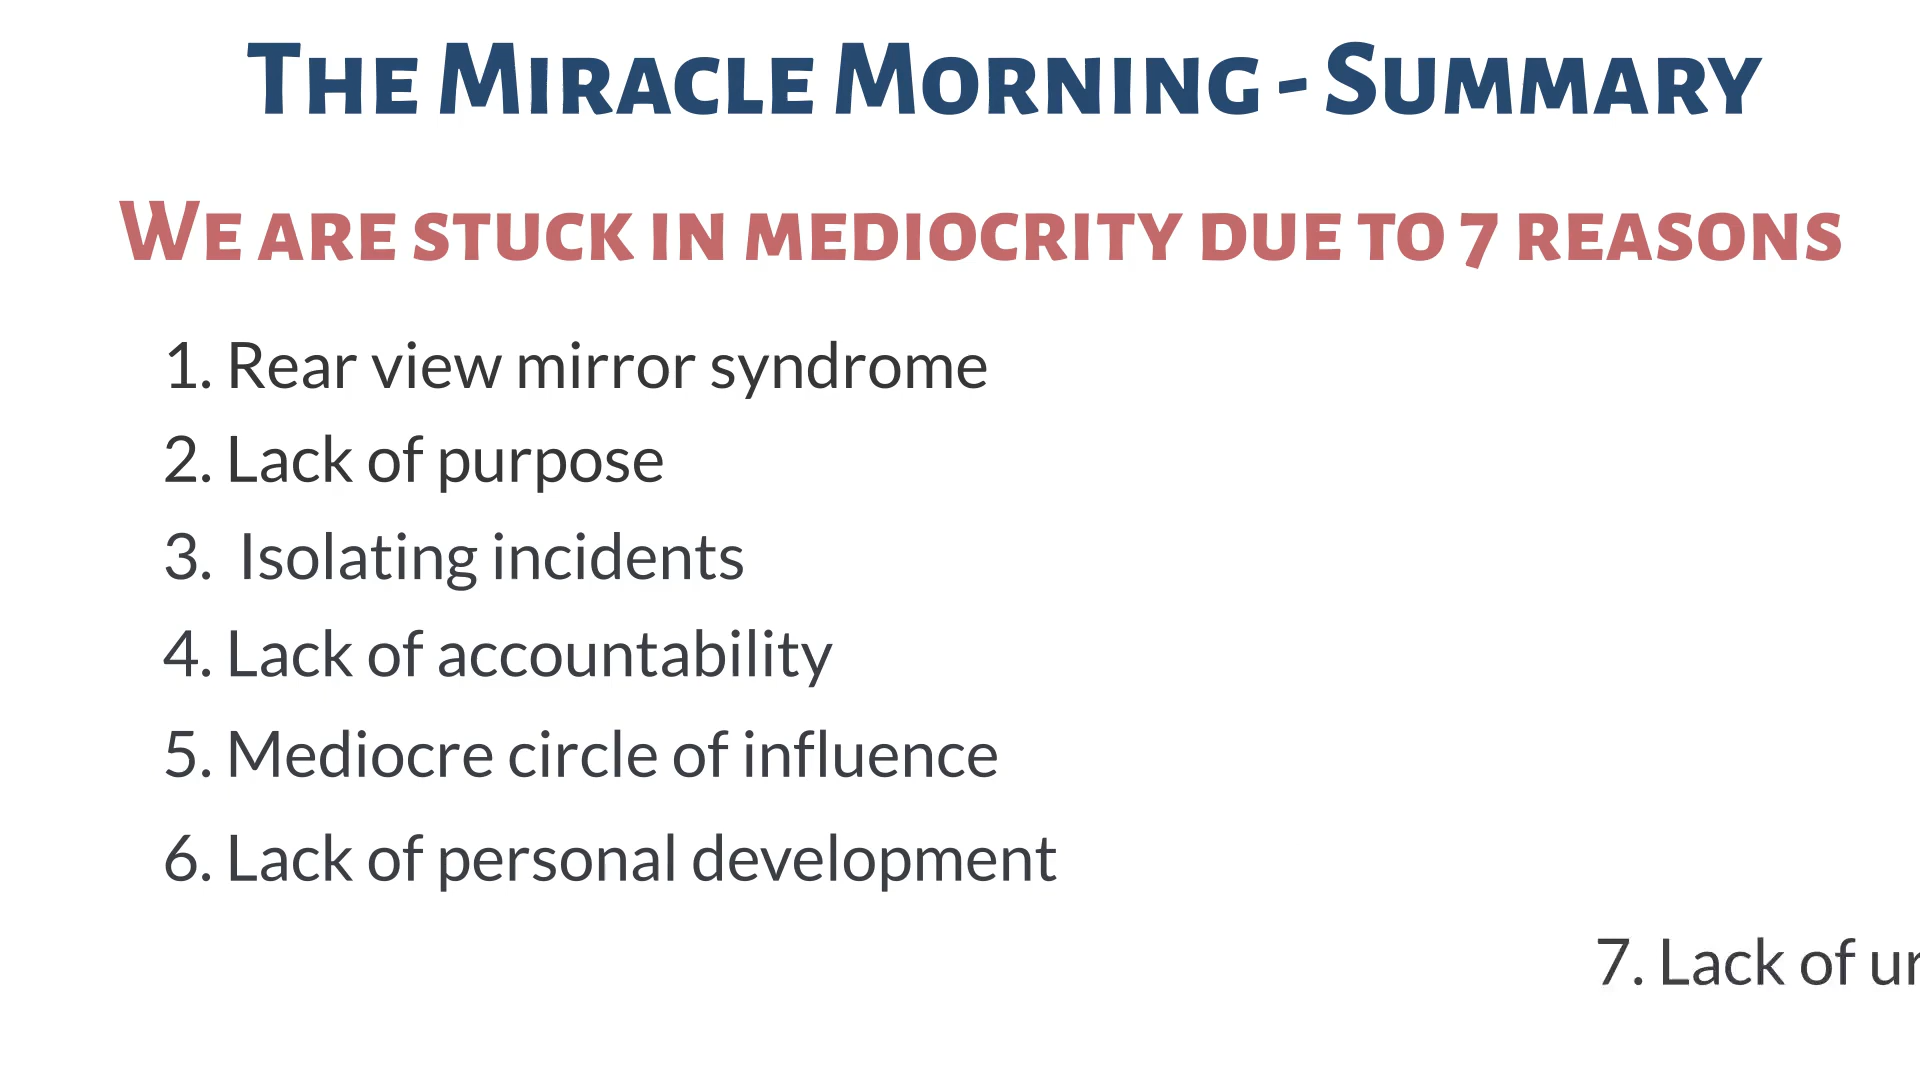 The Miracle Morning - Summary
We are stuck in mediocrity due to 7 reasons
1. Rear view mirror syndrome
2. Lack of purpose
3. Isolating incidents
4. Lack of accountability
5. Mediocre circle of influence
6. Lack of personal development
7. Lack of